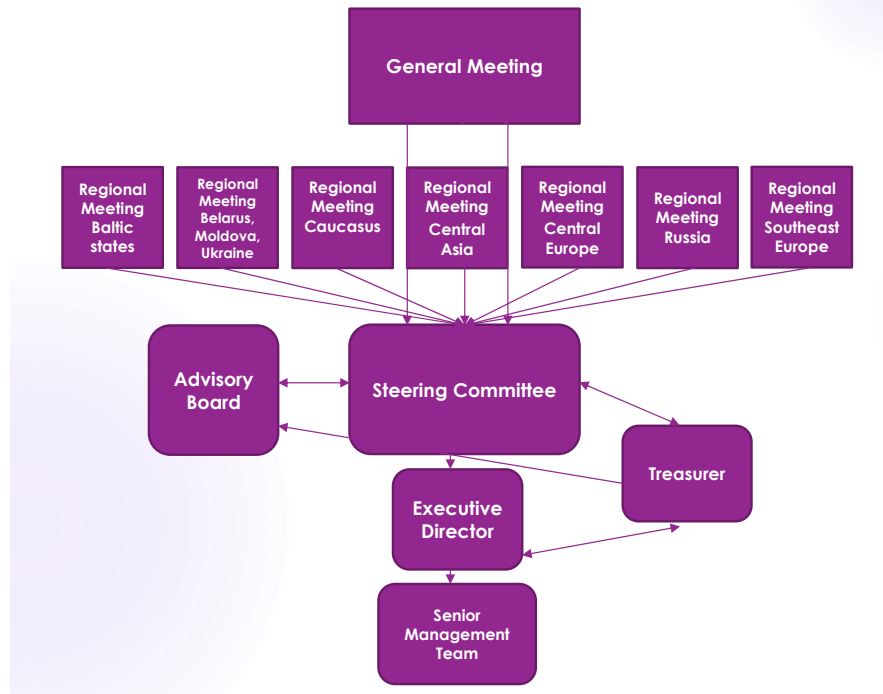 General Meeting
Regional
Meeting
Baltic
states
Regional
Meeting
Belarus,
Moldova,
Ukraine
Regional
Meeting
Caucasus
Regional
Meeting
Central
Asia
Regional
Meeting
Central
Europe
Regional
Meeting
Russia
Regional
Meeting
Southeast
Europe
Advisory
Board
Steering Committee
Treasurer
Executive
Director
Senior
Management
Team